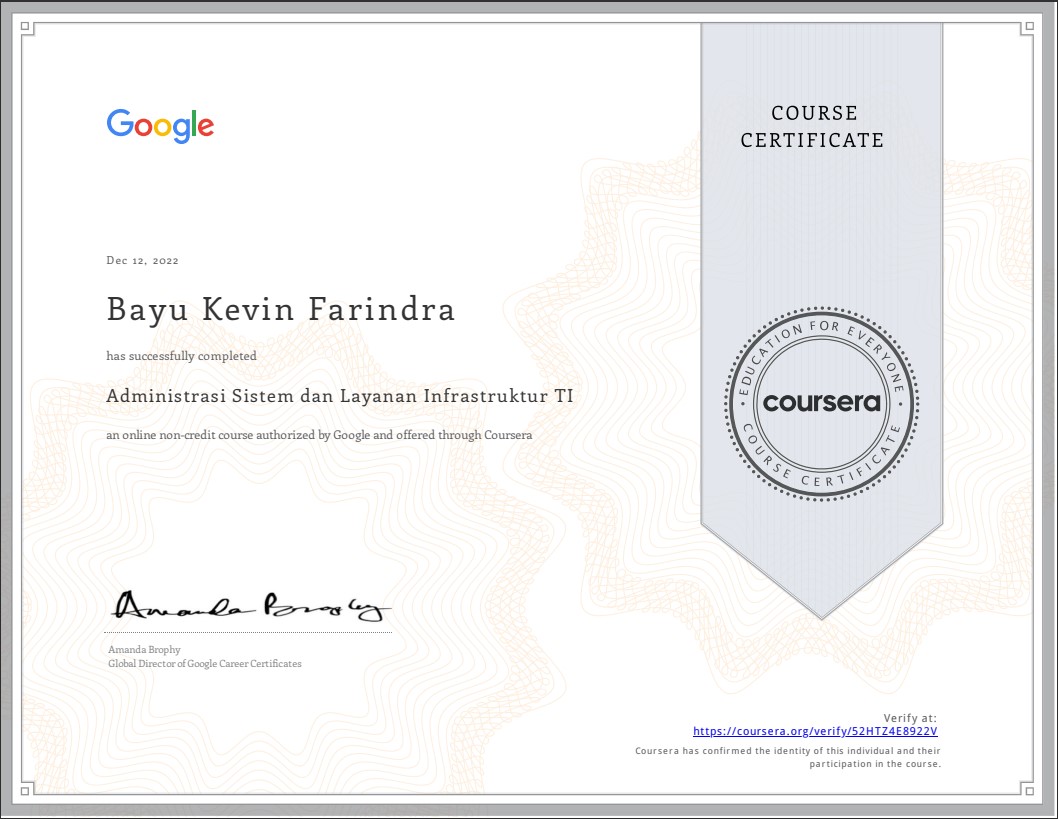 Google
COURSE
CERTIFICATE
Dec 12, 2022
Bayu Kevin Farindra
has successfully completed
Administrasi Sistem dan Layanan Infrastruktur TI
an online non-credit course authorized by Google and offered through Coursera
EDUCATION FOR EVERYONE
coursera
COURSE CERTIFICATE
Amanda Brophy
Amanda Brophy
Global Director of Google Career Certificates
Verify at:
https://coursera.org/verify/52HTZ4E8922V
Coursera has confirmed the identity of this individual and their
participation in the course.